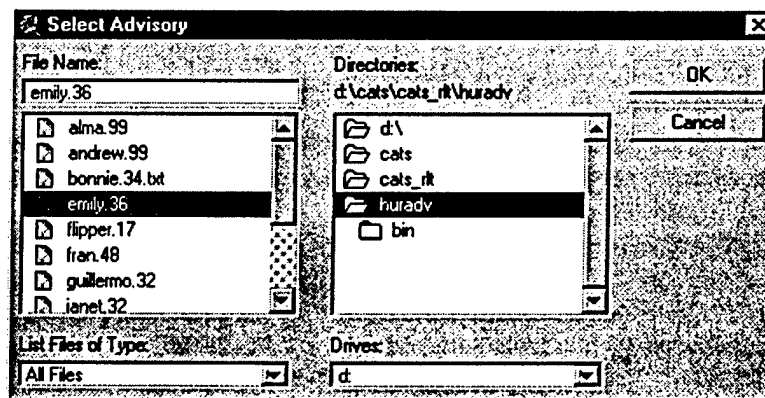 Select Advisory
File Name:
emily.36
alma.99
andrew.99
bonnie.34.txt
emily.36
flipper.17
fran.48
guillermo.32
janet.32
List Files of Type:
All Files
Directories:
d:\cats\cats_rlt\huradv
d:\
cats
cats_rlt
huradv
bin
Drives:
d:
OK
Cancel